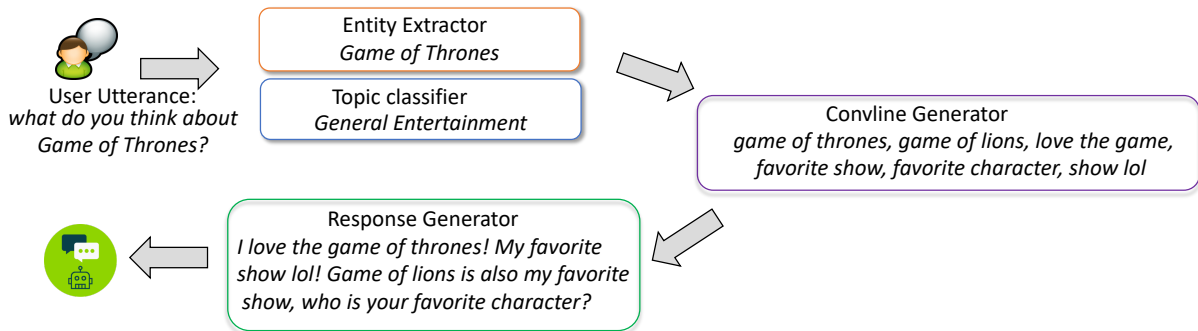 User Utterance:
what do you think about
Game of Thrones?
Entity Extractor
Game of Thrones
Topic classifier
General Entertainment
Convline Generator
game of thrones, game of lions, love the game,
favorite show, favorite character, show lol
Response Generator
I love the game of thrones! My favorite
show lol! Game of lions is also my favorite
show, who is your favorite character?